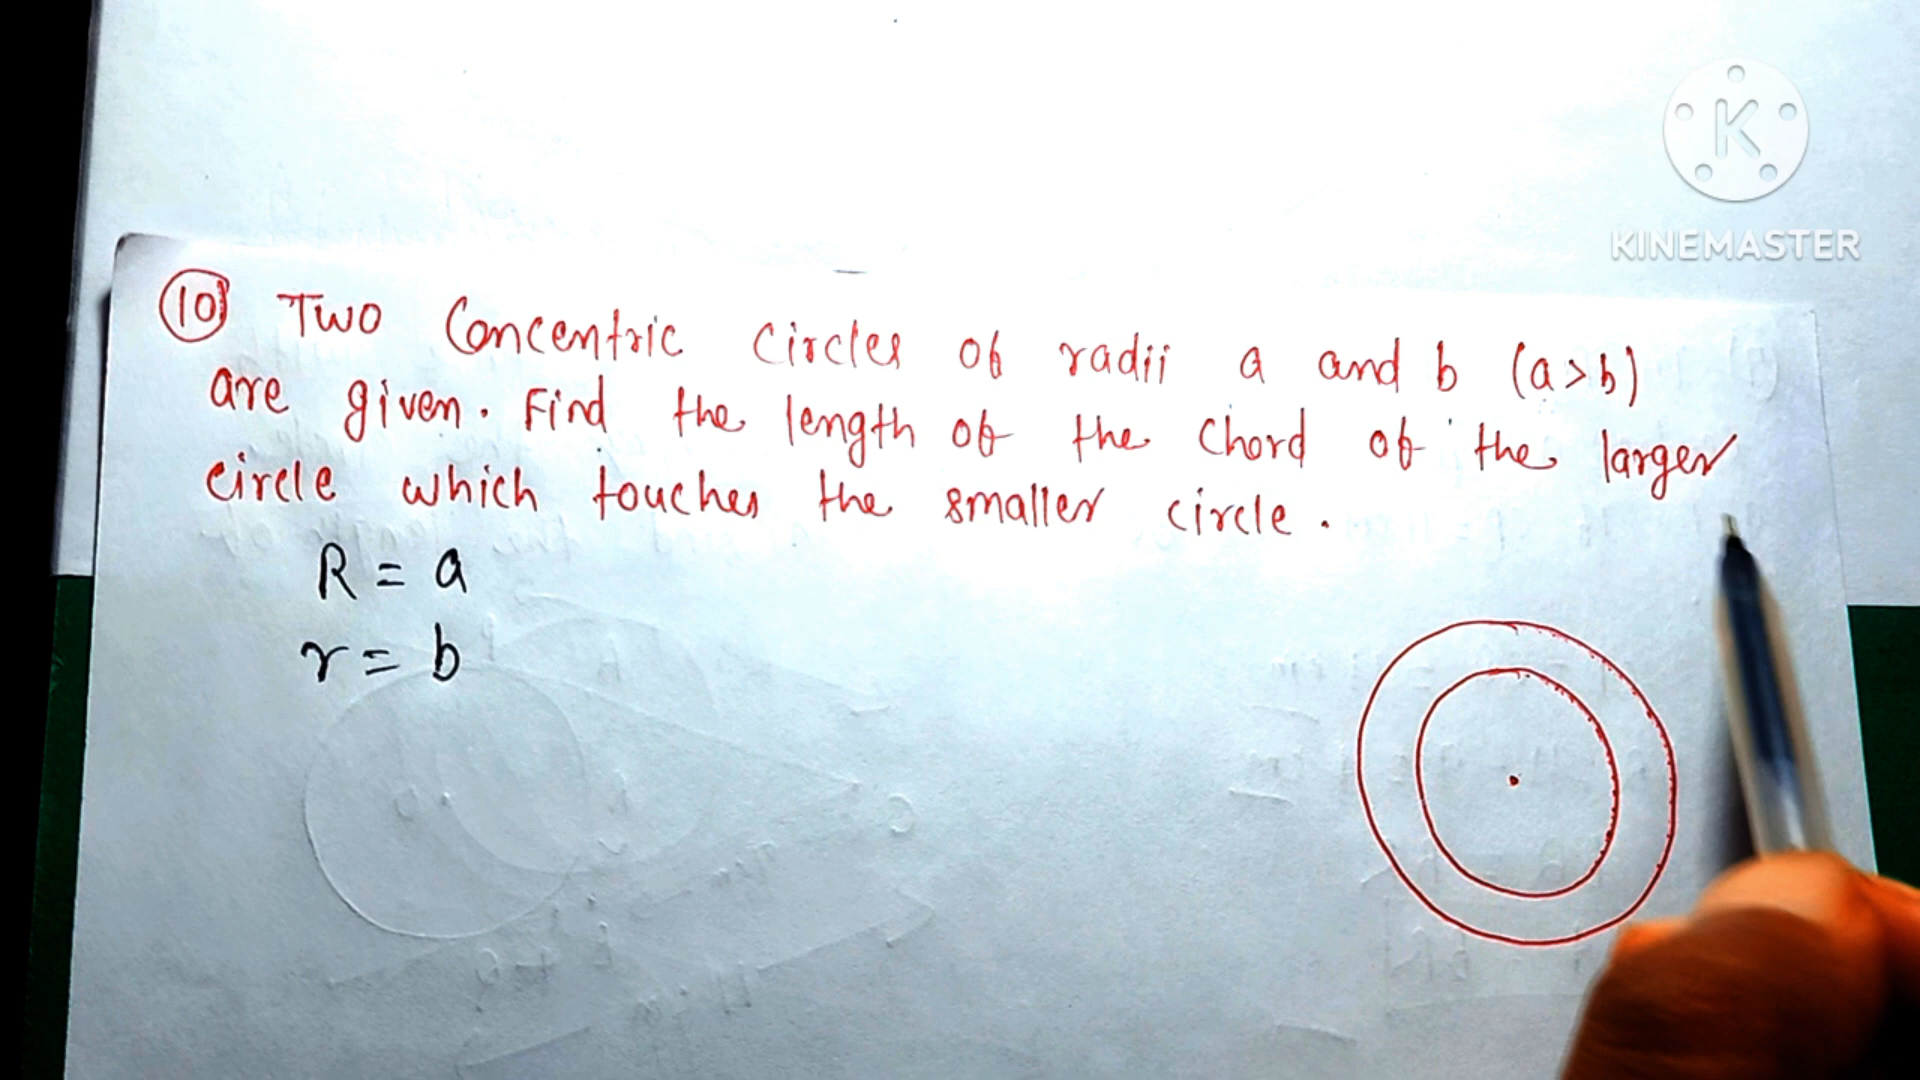 K
KINEMASTER
10 Two Concentric circles of radii a and b (a>b)
are given. Find the length of the chord of the larger
circle which touches the smaller circle.
R = a
r = b